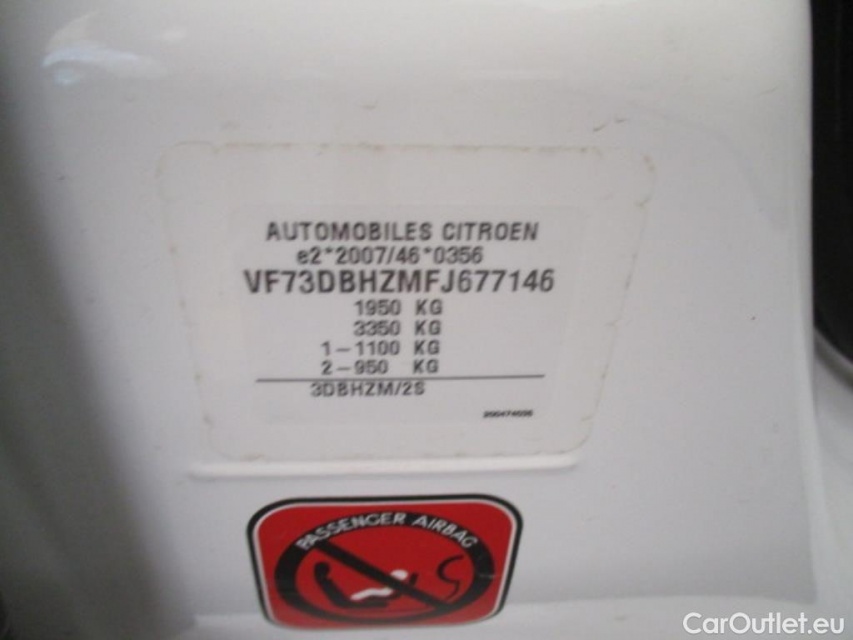 AUTOMOBILES CITROEN
e2*2007/46*0356
VF73DBHZMFJ677146
1950 KG
3350 KG
1-1100 KG
2-950 KG
3DBHZM/2S
PASSENGER AIRBAG
CarOutlet.eu